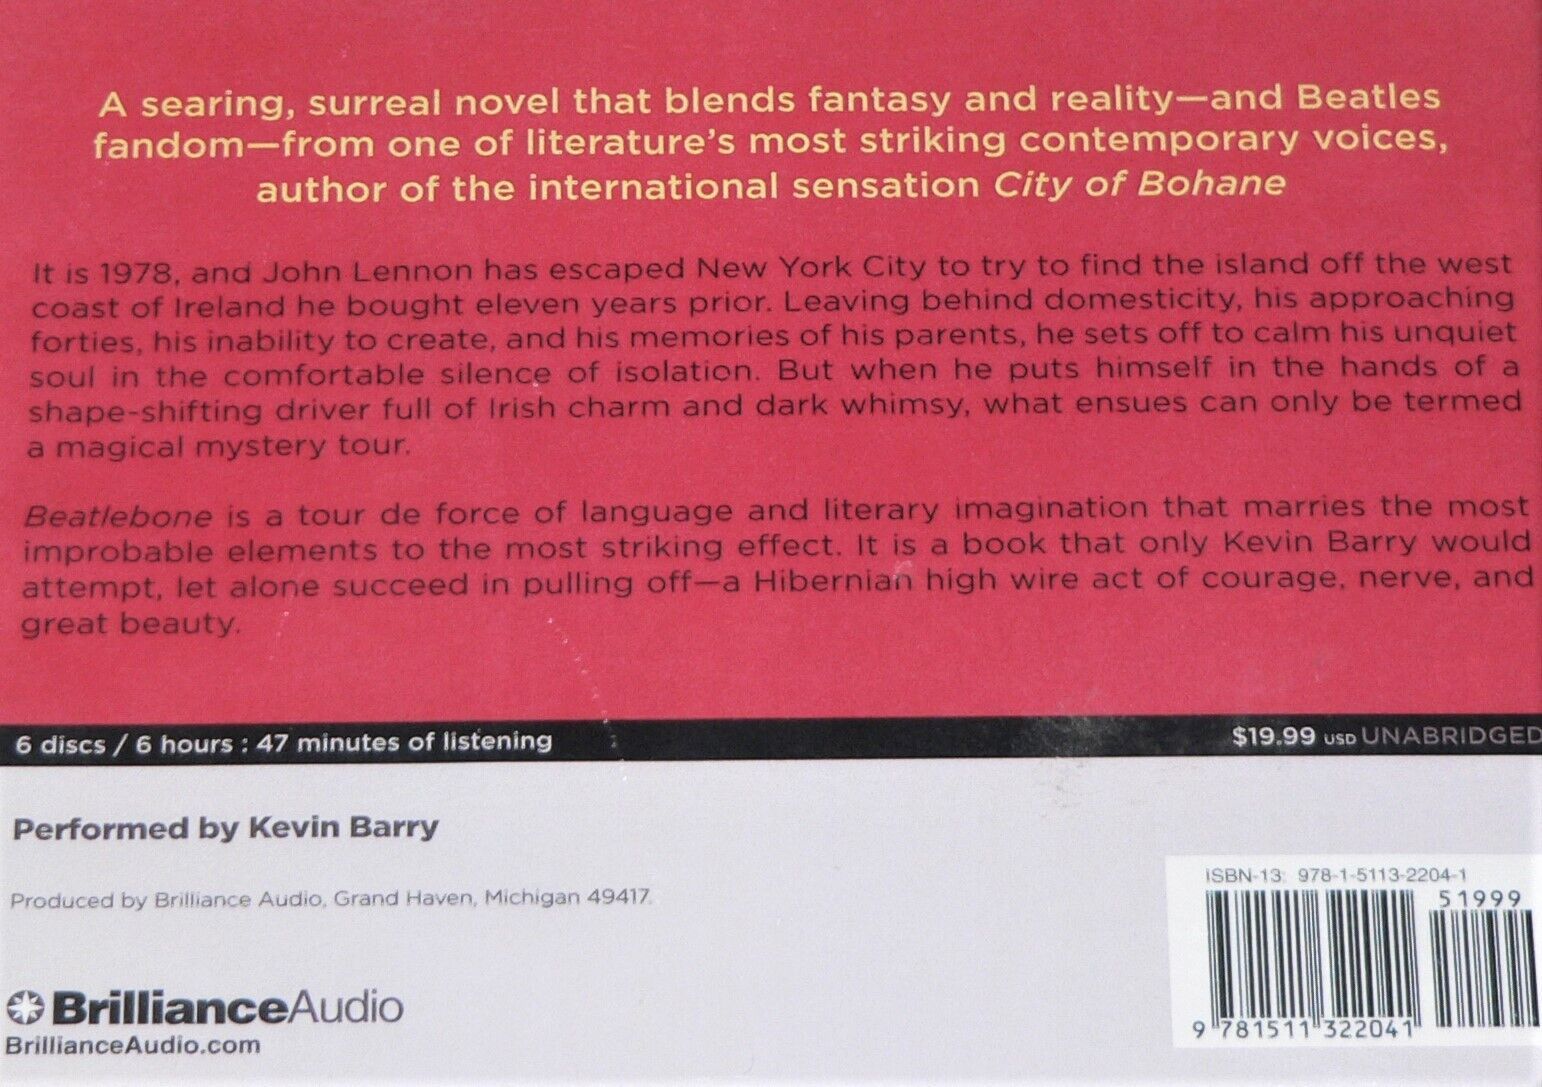 A searing, surreal novel that blends fantasy and reality—and Beatles
fandom—from one of literature's most striking contemporary voices,
author of the international sensation City of Bohane
It is 1978, and John Lennon has escaped New York City to try to find the island off the west
coast of Ireland he bought eleven years prior. Leaving behind domesticity, his approaching
forties, his inability to create, and his memories of his parents, he sets off to calm his unquiet
soul in the comfortable silence of isolation. But when he puts himself in the hands of a
shape-shifting driver full of Irish charm and dark whimsy, what ensues can only be termed
a magical mystery tour.
Beatlebone is a tour de force of language and literary imagination that marries the most
improbable elements to the most striking effect. It is a book that only Kevin Barry would
attempt, let alone succeed in pulling off—a Hibernian high wire act of courage, nerve, and
great beauty.
6 discs / 6 hours : 47 minutes of listening
$19.99 USD UNABRIDGED
Performed by Kevin Barry
Produced by Brilliance Audio, Grand Haven, Michigan 49417.
BrillianceAudio
BrillianceAudio.com
ISBN-13: 978-1-5113-2204-1
51999
9 781511 322041